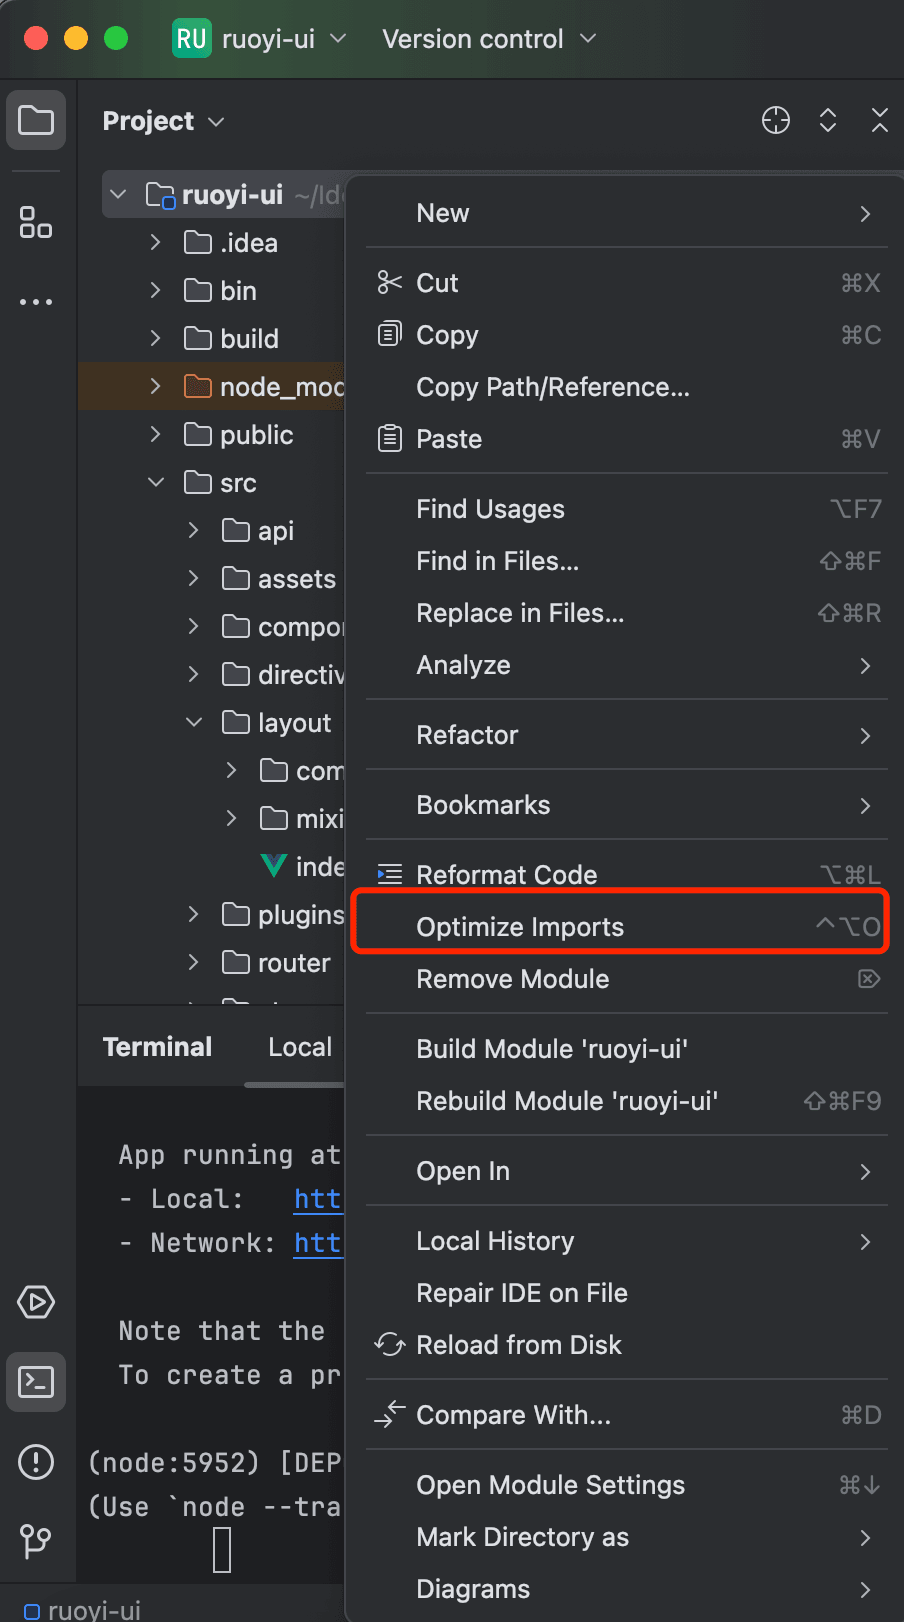 RU ruoyi-ui Version control
Project
ruoyi-ui
.idea
bin
build
node_mod
public
src
api
assets
compo
directiv
layout
com
mixi
inde
plugins
router
New
Cut ⌘X
Copy ⌘C
Copy Path/Reference...
Paste ⌘V
Find Usages ⌥F7
Find in Files... ⇧⌘F
Replace in Files... ⇧⌘R
Analyze
Refactor
Bookmarks
Reformat Code ⌥⌘L
Optimize Imports ^⌥O
Remove Module ⌦
Build Module 'ruoyi-ui'
Rebuild Module 'ruoyi-ui' ⇧⌘F9
Open In
Local History
Repair IDE on File
Reload from Disk
Compare With... ⌘D
Open Module Settings ⌘↓
Mark Directory as
Diagrams
Terminal Local
App running at
- Local: htt
- Network: htt
Note that the
To create a pr
(node:5952) [DEP
(Use `node --tra
ruoyi-ui